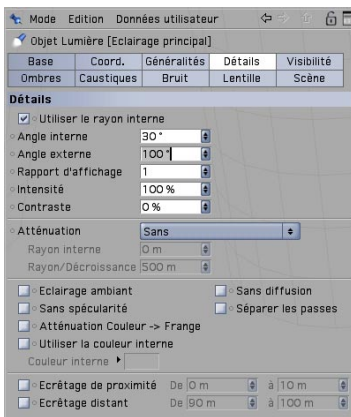 Mode Edition Données utilisateur
Objet Lumière [Eclairage principal]
Base Coord. Généralités Détails Visibilité
Ombres Caustiques Bruit Lentille Scène
Détails
Utiliser le rayon interne
Angle interne 30 °
Angle externe 100 °
Rapport d'affichage 1
Intensité 100 %
Contraste 0 %
Atténuation Sans
Rayon interne 0 m
Rayon/Décroissance 500 m
Eclairage ambiant Sans diffusion
Sans spécularité Séparer les passes
Atténuation Couleur -> Frange
Utiliser la couleur interne
Couleur interne
Ecrêtage de proximité De 0 m à 10 m
Ecrêtage distant De 90 m à 100 m